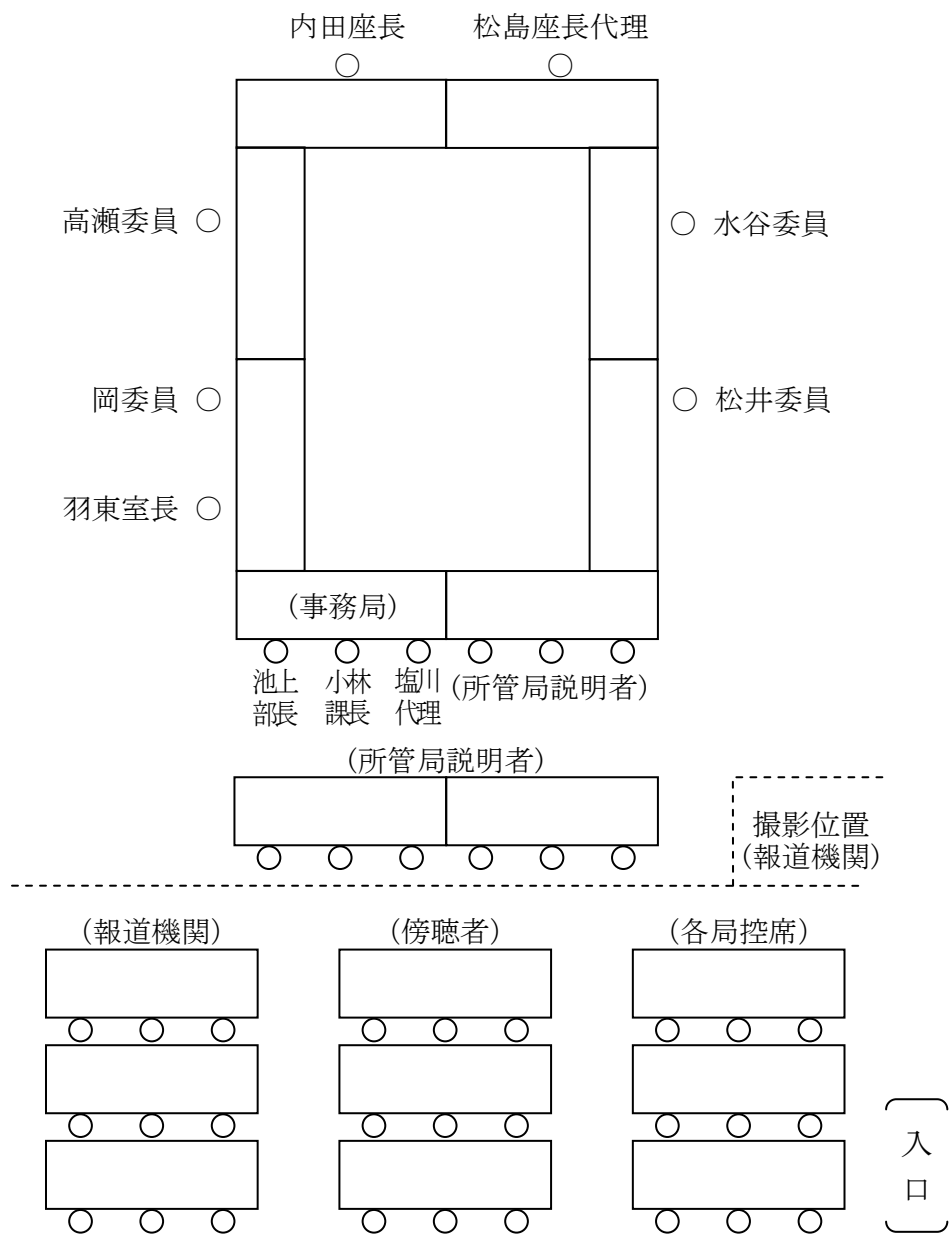 内田座長 松島座長代理
高瀬委員 水谷委員
岡委員 松井委員
羽東室長
(事務局)
池上部長 小林課長 塩川代理 (所管局説明者)
(所管局説明者)
撮影位置
(報道機関)
(報道機関) (傍聴者) (各局控席)
入口